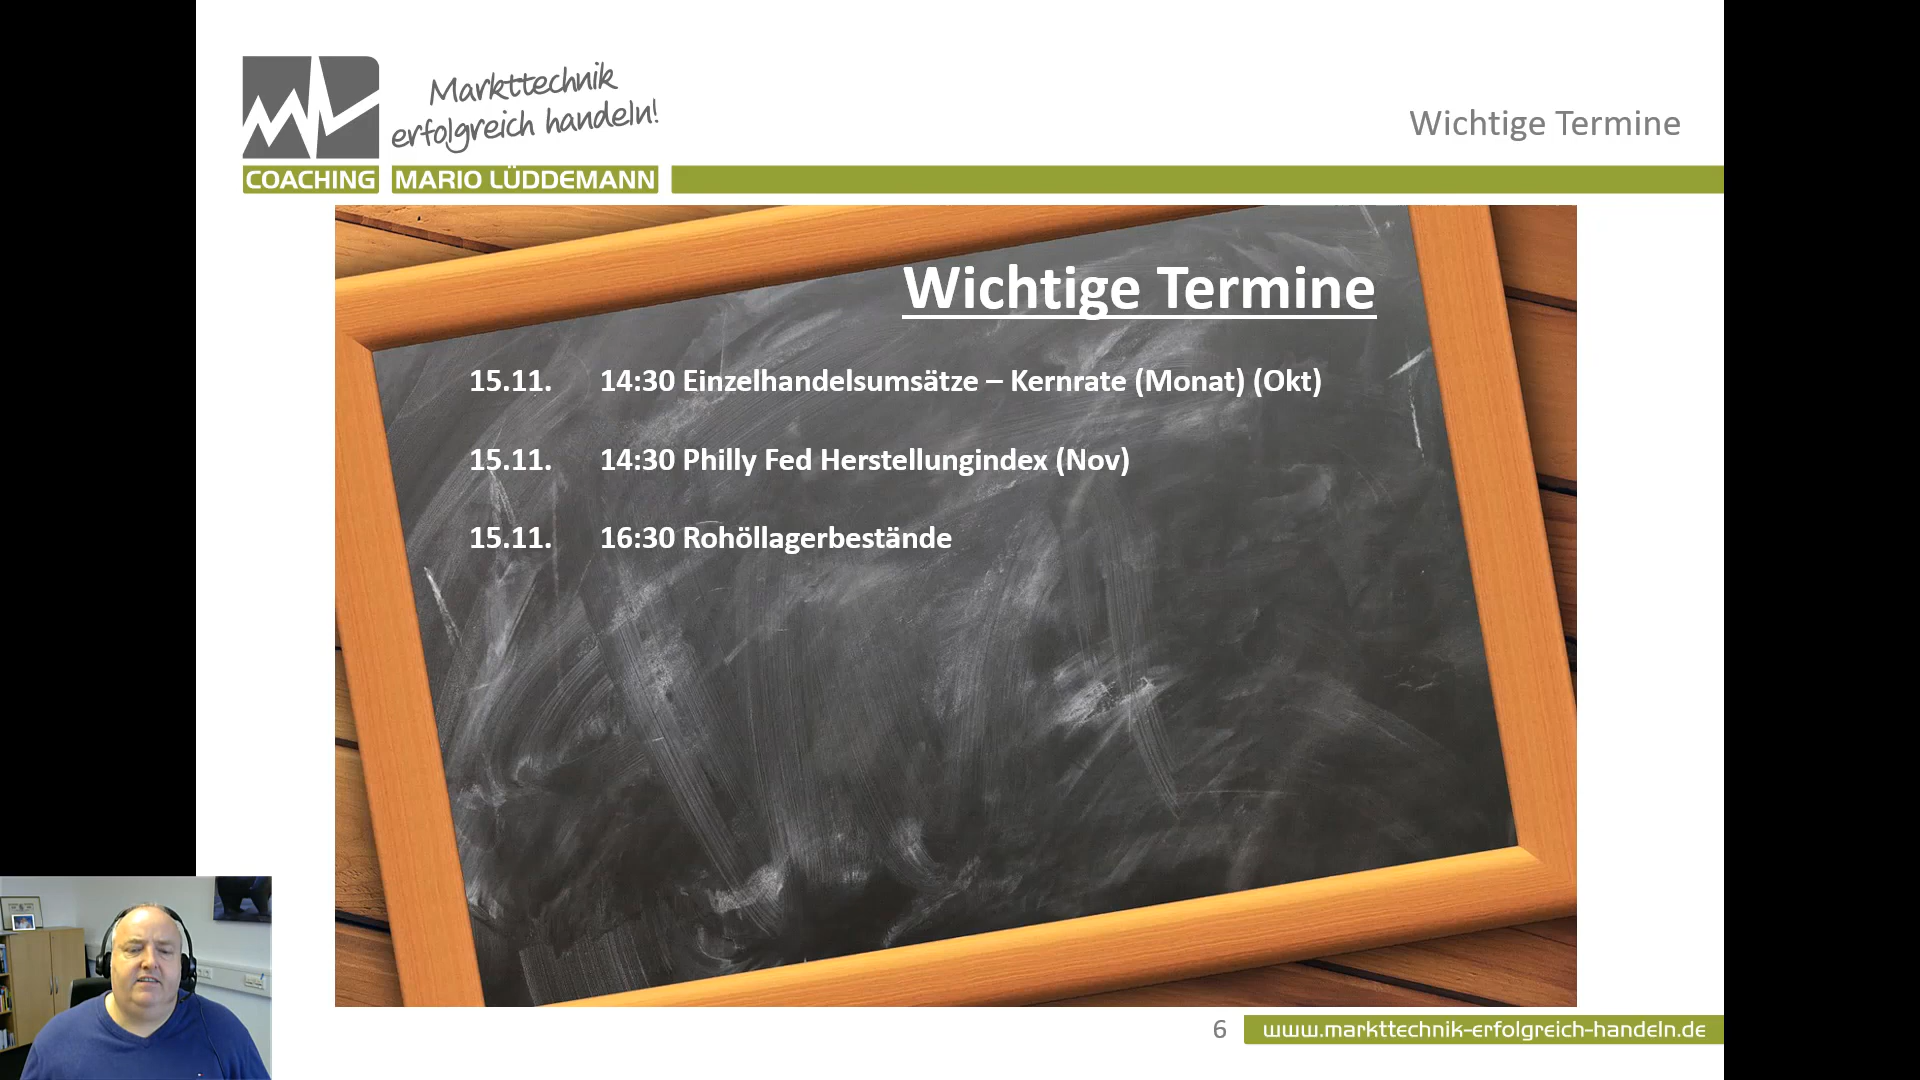 Markttechnik
erfolgreich handeln!
COACHING MARIO LÜDDEMANN
Wichtige Termine
Wichtige Termine
15.11. 14:30 Einzelhandelsumsätze – Kernrate (Monat) (Okt)
15.11. 14:30 Philly Fed Herstellungindex (Nov)
15.11. 16:30 Rohöllagerbestände
6 www.markttechnik-erfolgreich-handeln.de